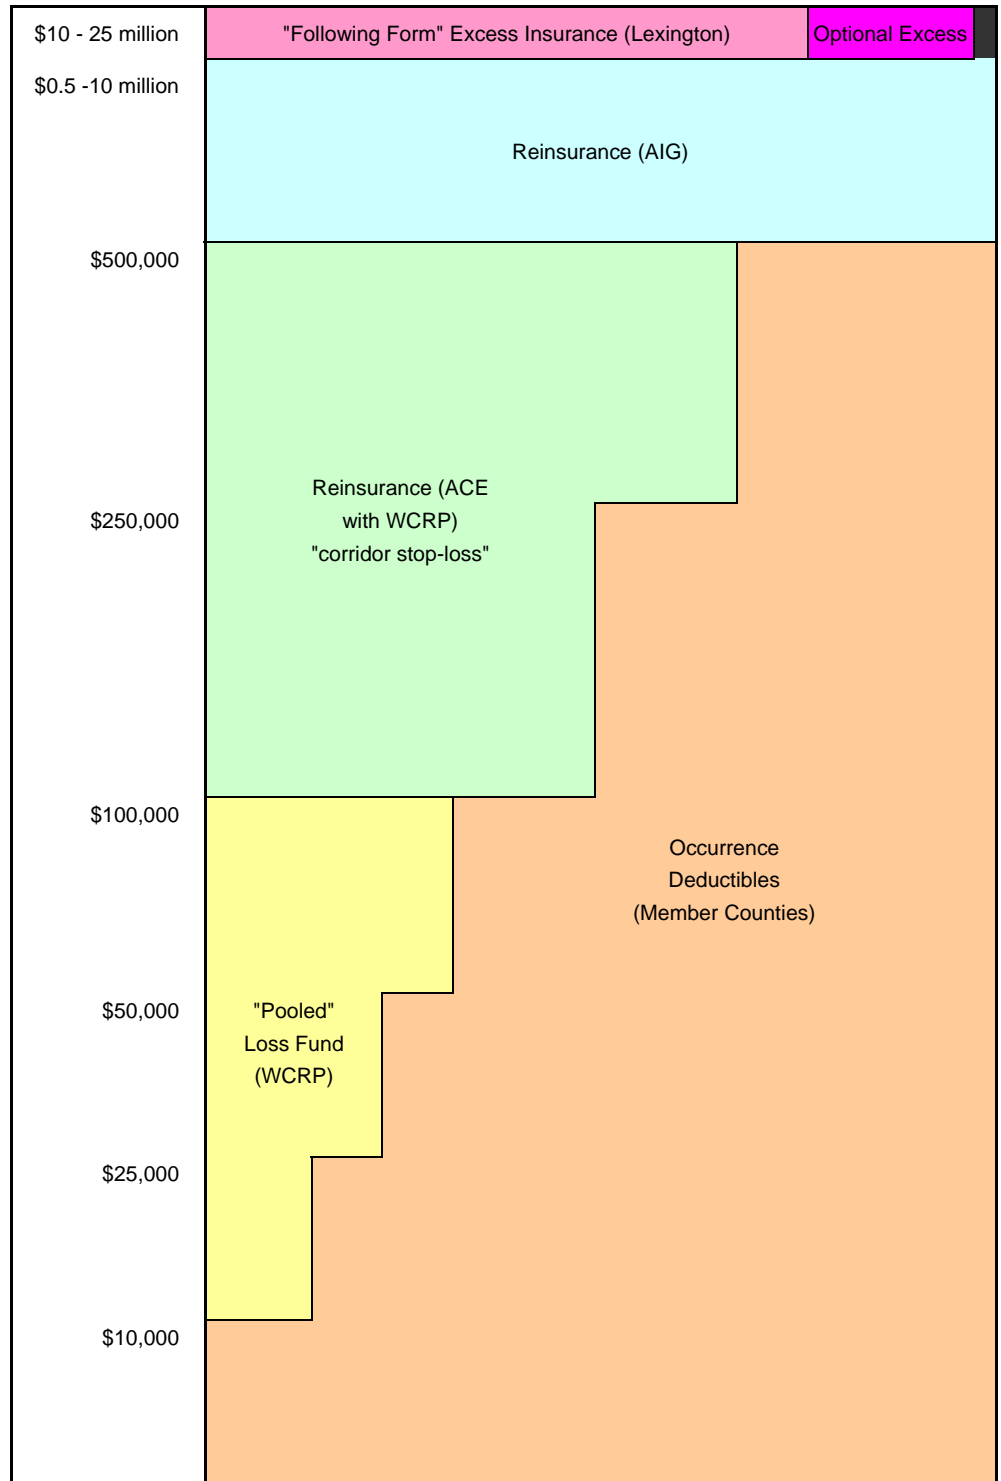 $10 - 25 million
"Following Form" Excess Insurance (Lexington)
Optional Excess
$0.5 -10 million
Reinsurance (AIG)
$500,000
Reinsurance (ACE
with WCRP)
"corridor stop-loss"
$250,000
$100,000
Occurrence
Deductibles
(Member Counties)
$50,000
"Pooled"
Loss Fund
(WCRP)
$25,000
$10,000